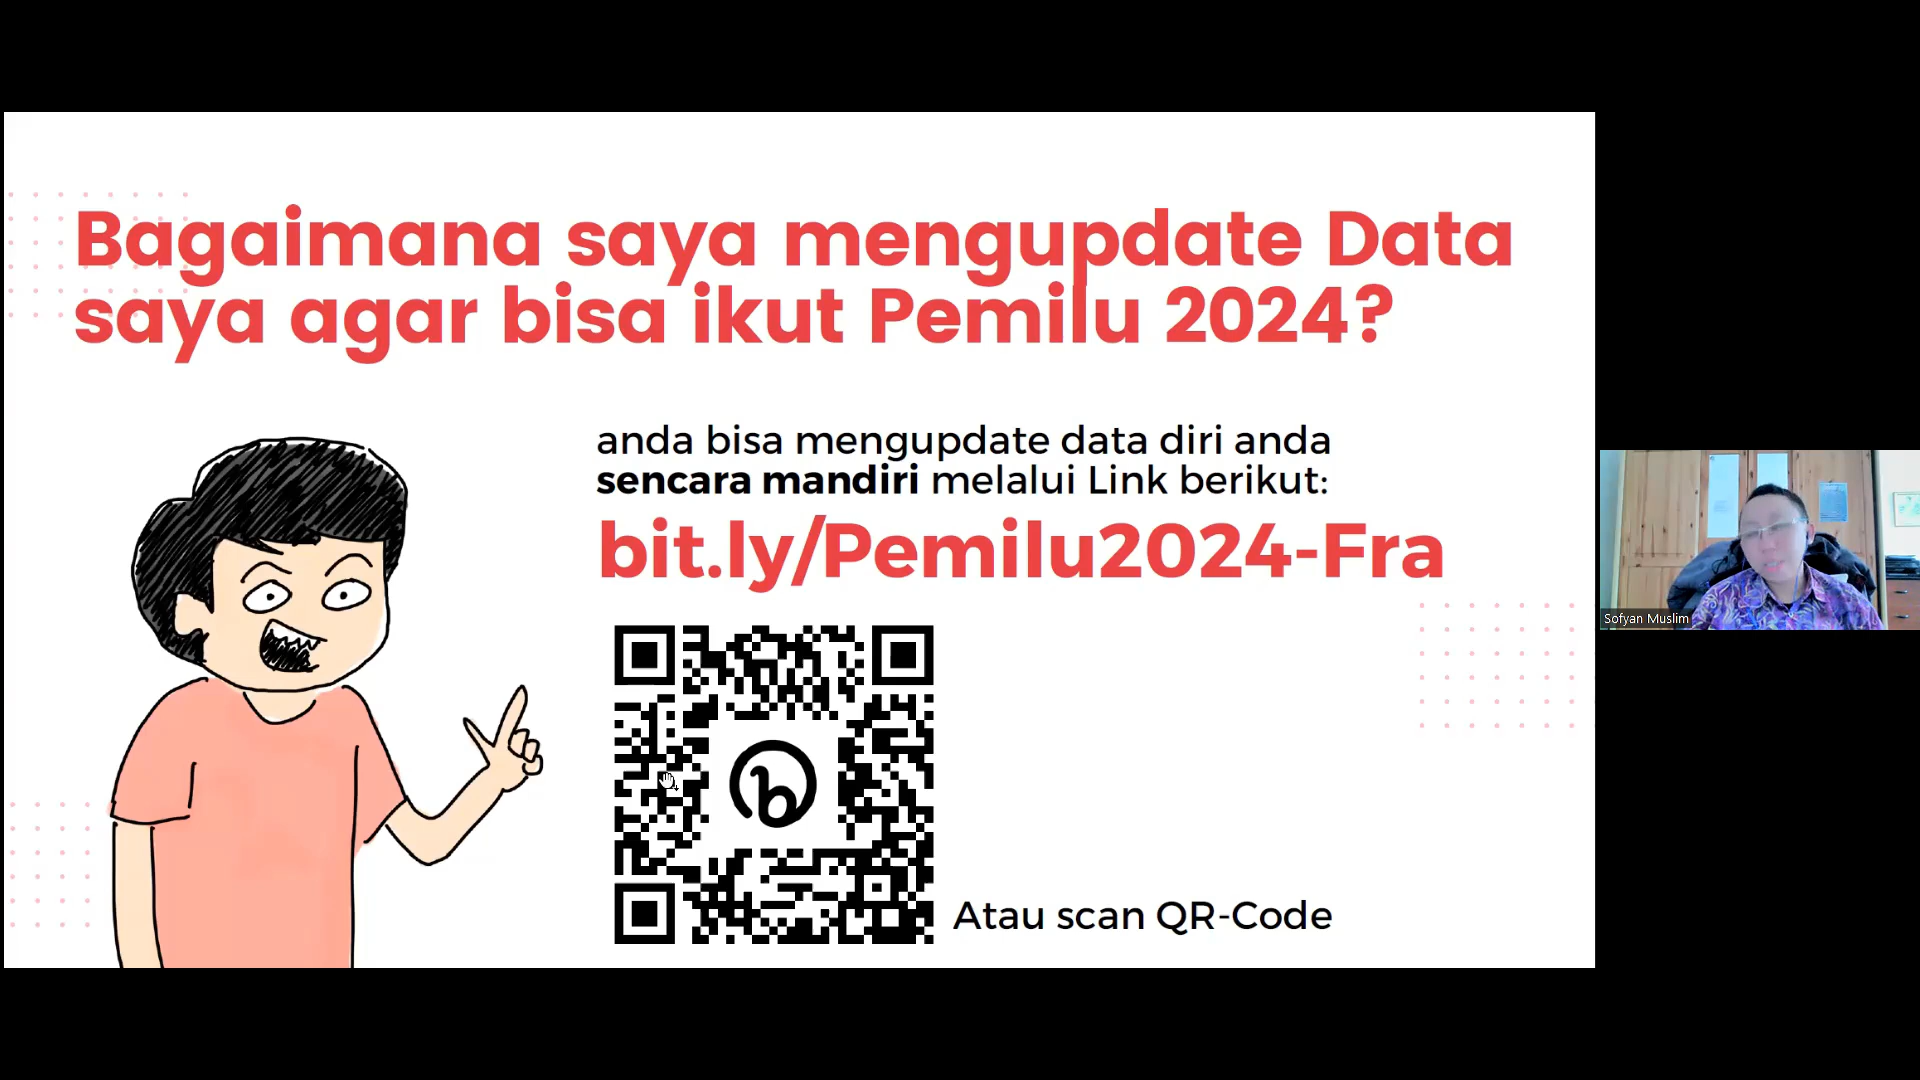 Bagaimana saya mengupdate Data
saya agar bisa ikut Pemilu 2024?
anda bisa mengupdate data diri anda
sencara mandiri melalui Link berikut:
bit.ly/Pemilu2024-Fra
Atau scan QR-Code
Sofyan Muslim